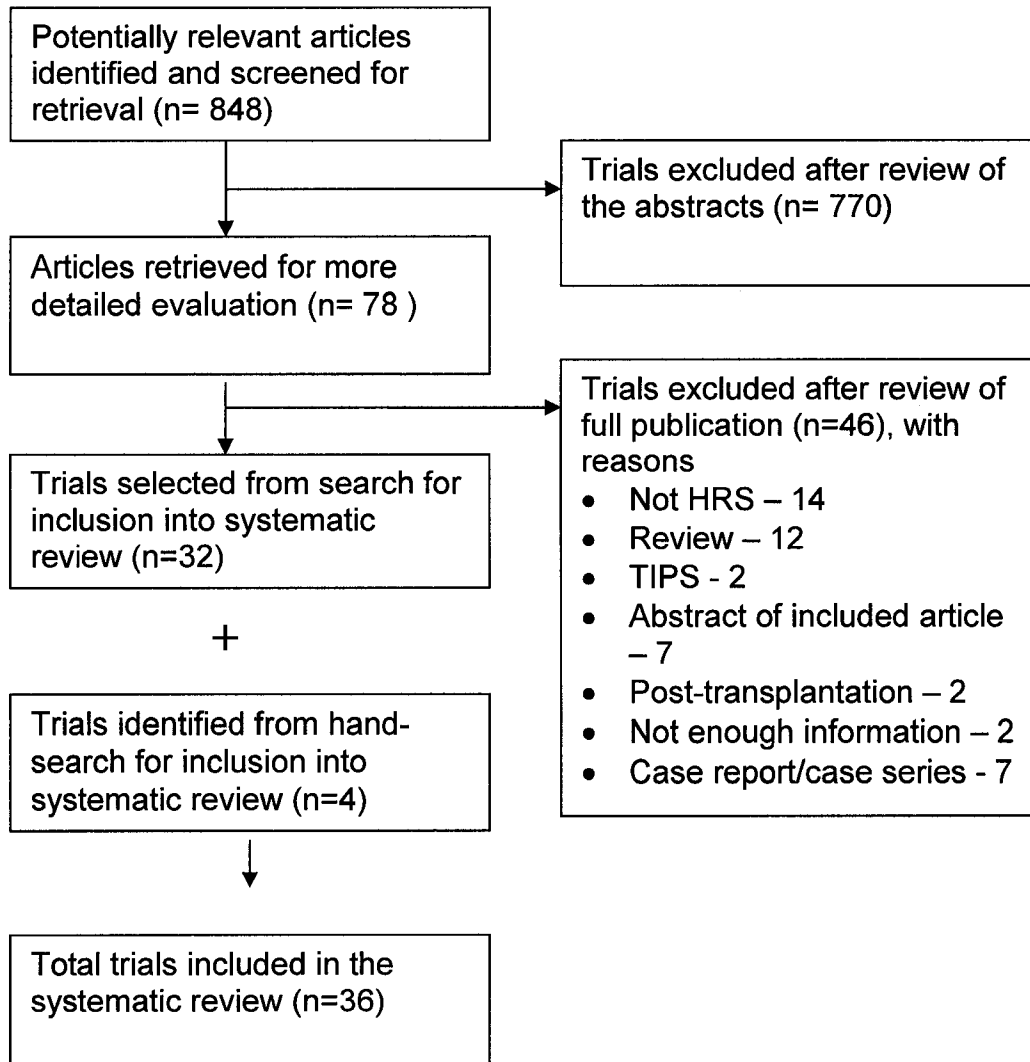 Potentially relevant articles
identified and screened for
retrieval (n= 848)
Trials excluded after review of
the abstracts (n= 770)
Articles retrieved for more
detailed evaluation (n= 78 )
Trials excluded after review of
full publication (n=46), with
reasons
• Not HRS – 14
• Review – 12
• TIPS - 2
• Abstract of included article
– 7
• Post-transplantation – 2
• Not enough information – 2
• Case report/case series - 7
Trials selected from search for
inclusion into systematic
review (n=32)
+
Trials identified from hand-
search for inclusion into
systematic review (n=4)
Total trials included in the
systematic review (n=36)